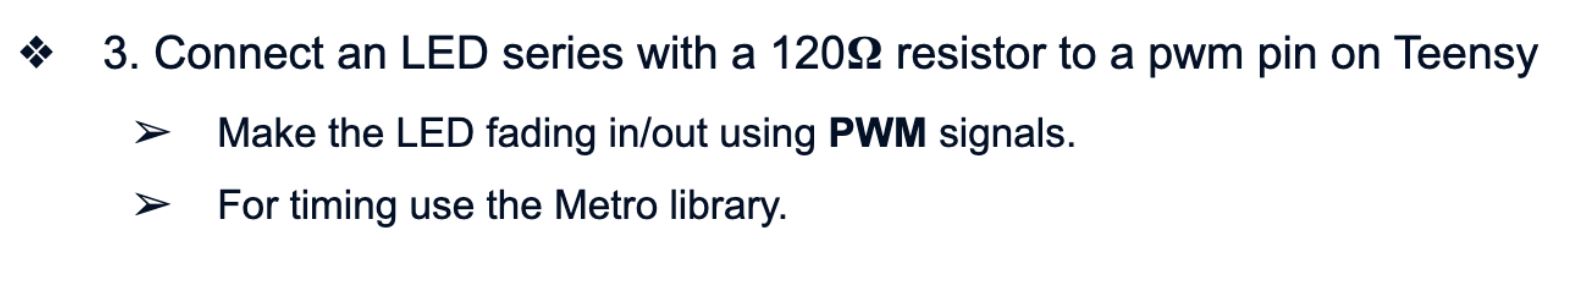 ❖ 3. Connect an LED series with a 120Ω resistor to a pwm pin on Teensy
➢ Make the LED fading in/out using PWM signals.
➢ For timing use the Metro library.